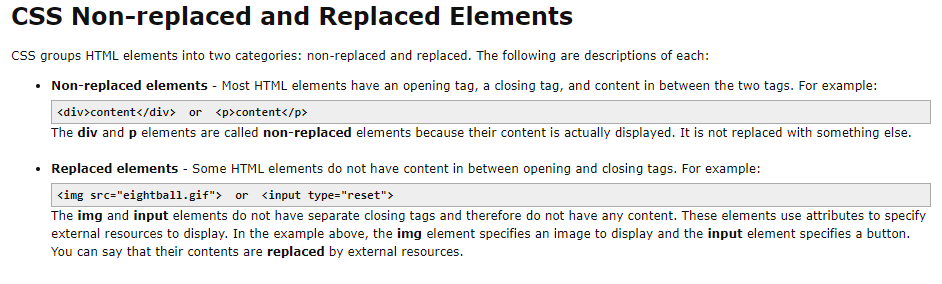 CSS Non-replaced and Replaced Elements
CSS groups HTML elements into two categories: non-replaced and replaced. The following are descriptions of each:
• Non-replaced elements - Most HTML elements have an opening tag, a closing tag, and content in between the two tags. For example:
<div>content</div>  or  <p>content</p>
The div and p elements are called non-replaced elements because their content is actually displayed. It is not replaced with something else.
• Replaced elements - Some HTML elements do not have content in between opening and closing tags. For example:
<img src="eightball.gif">  or  <input type="reset">
The img and input elements do not have separate closing tags and therefore do not have any content. These elements use attributes to specify
external resources to display. In the example above, the img element specifies an image to display and the input element specifies a button.
You can say that their contents are replaced by external resources.